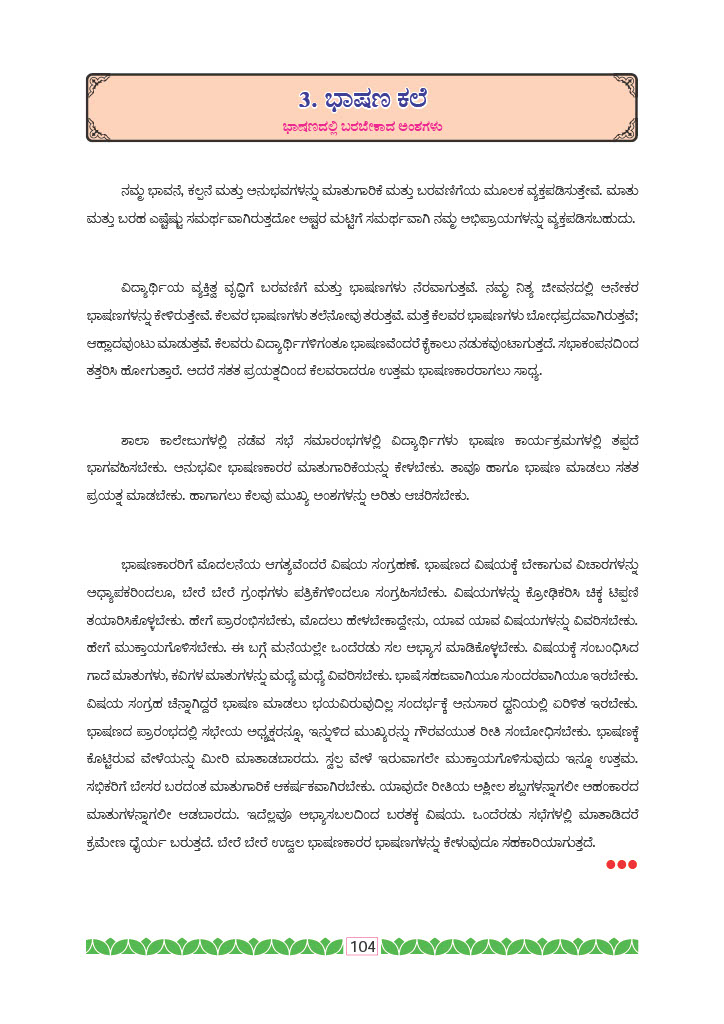 3. ಭಾಷಣ ಕಲೆ
ಭಾಷಣದಲ್ಲಿ ಬರಬೇಕಾದ ಅಂಶಗಳು
ನಮ್ಮ ಭಾವನೆ, ಕಲ್ಪನೆ ಮತ್ತು ಅನುಭವಗಳನ್ನು ಮಾತುಗಾರಿಕೆ ಮತ್ತು ಬರವಣಿಗೆಯ ಮೂಲಕ ವ್ಯಕ್ತಪಡಿಸುತ್ತೇವೆ. ಮಾತು
ಮತ್ತು ಬರಹ ಎಷ್ಟೆಷ್ಟು ಸಮರ್ಥವಾಗಿರುತ್ತದೋ ಅಷ್ಟರ ಮಟ್ಟಿಗೆ ಸಮರ್ಥವಾಗಿ ನಮ್ಮ ಅಭಿಪ್ರಾಯಗಳನ್ನು ವ್ಯಕ್ತಪಡಿಸಬಹುದು.
ವಿದ್ಯಾರ್ಥಿಯ ವ್ಯಕ್ತಿತ್ವ ವೃದ್ಧಿಗೆ ಬರವಣಿಗೆ ಮತ್ತು ಭಾಷಣಗಳು ನೆರವಾಗುತ್ತವೆ. ನಮ್ಮ ನಿತ್ಯ ಜೀವನದಲ್ಲಿ ಅನೇಕರ
ಭಾಷಣಗಳನ್ನು ಕೇಳಿರುತ್ತೇವೆ. ಕೆಲವರ ಭಾಷಣಗಳು ತಲೆನೋವು ತರುತ್ತವೆ. ಮತ್ತೆ ಕೆಲವರ ಭಾಷಣಗಳು ಬೋಧಪ್ರದವಾಗಿರುತ್ತವೆ;
ಆಹ್ಲಾದವುಂಟು ಮಾಡುತ್ತವೆ. ಕೆಲವರು ವಿದ್ಯಾರ್ಥಿಗಳಿಗಂತೂ ಭಾಷಣವೆಂದರೆ ಕೈಕಾಲು ನಡುಕವುಂಟಾಗುತ್ತದೆ. ಸಭಾಕಂಪನದಿಂದ
ತತ್ತರಿಸಿ ಹೋಗುತ್ತಾರೆ. ಆದರೆ ಸತತ ಪ್ರಯತ್ನದಿಂದ ಕೆಲವರಾದರೂ ಉತ್ತಮ ಭಾಷಣಕಾರರಾಗಲು ಸಾಧ್ಯ.
ಶಾಲಾ ಕಾಲೇಜುಗಳಲ್ಲಿ ನಡೆವ ಸಭೆ ಸಮಾರಂಭಗಳಲ್ಲಿ ವಿದ್ಯಾರ್ಥಿಗಳು ಭಾಷಣ ಕಾರ್ಯಕ್ರಮಗಳಲ್ಲಿ ತಪ್ಪದೆ
ಭಾಗವಹಿಸಬೇಕು. ಅನುಭವೀ ಭಾಷಣಕಾರರ ಮಾತುಗಾರಿಕೆಯನ್ನು ಕೇಳಬೇಕು. ತಾವೂ ಹಾಗೂ ಭಾಷಣ ಮಾಡಲು ಸತತ
ಪ್ರಯತ್ನ ಮಾಡಬೇಕು. ಹಾಗಾಗಲು ಕೆಲವು ಮುಖ್ಯ ಅಂಶಗಳನ್ನು ಅರಿತು ಆಚರಿಸಬೇಕು.
ಭಾಷಣಕಾರರಿಗೆ ಮೊದಲನೆಯ ಅಗತ್ಯವೆಂದರೆ ವಿಷಯ ಸಂಗ್ರಹಣೆ. ಭಾಷಣದ ವಿಷಯಕ್ಕೆ ಬೇಕಾಗುವ ವಿಚಾರಗಳನ್ನು
ಅಧ್ಯಾಪಕರಿಂದಲೂ, ಬೇರೆ ಬೇರೆ ಗ್ರಂಥಗಳು ಪತ್ರಿಕೆಗಳಿಂದಲೂ ಸಂಗ್ರಹಿಸಬೇಕು. ವಿಷಯಗಳನ್ನು ಕ್ರೋಢಿಕರಿಸಿ ಚಿಕ್ಕ ಟಿಪ್ಪಣಿ
ತಯಾರಿಸಿಕೊಳ್ಳಬೇಕು. ಹೇಗೆ ಪ್ರಾರಂಭಿಸಬೇಕು, ಮೊದಲು ಹೇಳಬೇಕಾದ್ದೇನು, ಯಾವ ಯಾವ ವಿಷಯಗಳನ್ನು ವಿವರಿಸಬೇಕು.
ಹೇಗೆ ಮುಕ್ತಾಯಗೊಳಿಸಬೇಕು. ಈ ಬಗ್ಗೆ ಮನೆಯಲ್ಲೇ ಒಂದೆರಡು ಸಲ ಅಭ್ಯಾಸ ಮಾಡಿಕೊಳ್ಳಬೇಕು. ವಿಷಯಕ್ಕೆ ಸಂಬಂಧಿಸಿದ
ಗಾದೆ ಮಾತುಗಳು, ಕವಿಗಳ ಮಾತುಗಳನ್ನು ಮಧ್ಯೆ ಮಧ್ಯೆ ವಿವರಿಸಬೇಕು. ಭಾಷೆ ಸಹಜವಾಗಿಯೂ ಸುಂದರವಾಗಿಯೂ ಇರಬೇಕು.
ವಿಷಯ ಸಂಗ್ರಹ ಚೆನ್ನಾಗಿದ್ದರೆ ಭಾಷಣ ಮಾಡಲು ಭಯವಿರುವುದಿಲ್ಲ ಸಂದರ್ಭಕ್ಕೆ ಅನುಸಾರ ಧ್ವನಿಯಲ್ಲಿ ಏರಿಳಿತ ಇರಬೇಕು.
ಭಾಷಣದ ಪ್ರಾರಂಭದಲ್ಲಿ ಸಭೇಯ ಅಧ್ಯಕ್ಷರನ್ನೂ, ಇನ್ನುಳಿದ ಮುಖ್ಯರನ್ನು ಗೌರವಯುತ ರೀತಿ ಸಂಬೋಧಿಸಬೇಕು. ಭಾಷಣಕ್ಕೆ
ಕೊಟ್ಟಿರುವ ವೇಳೆಯನ್ನು ಮೀರಿ ಮಾತಾಡಬಾರದು. ಸ್ವಲ್ಪ ವೇಳೆ ಇರುವಾಗಲೇ ಮುಕ್ತಾಯಗೊಳಿಸುವುದು ಇನ್ನೂ ಉತ್ತಮ.
ಸಭಿಕರಿಗೆ ಬೇಸರ ಬರದಂತ ಮಾತುಗಾರಿಕೆ ಆಕರ್ಷಕವಾಗಿರಬೇಕು. ಯಾವುದೇ ರೀತಿಯ ಅಶ್ಲೀಲ ಶಬ್ದಗಳನ್ನಾಗಲೀ ಅಹಂಕಾರದ
ಮಾತುಗಳನ್ನಾಗಲೀ ಆಡಬಾರದು. ಇದೆಲ್ಲವೂ ಅಭ್ಯಾಸಬಲದಿಂದ ಬರತಕ್ಕ ವಿಷಯ. ಒಂದೆರಡು ಸಭೆಗಳಲ್ಲಿ ಮಾತಾಡಿದರೆ
ಕ್ರಮೇಣ ಧೈರ್ಯ ಬರುತ್ತದೆ. ಬೇರೆ ಬೇರೆ ಉಜ್ವಲ ಭಾಷಣಕಾರರ ಭಾಷಣಗಳನ್ನು ಕೇಳುವುದೂ ಸಹಕಾರಿಯಾಗುತ್ತದೆ.
104